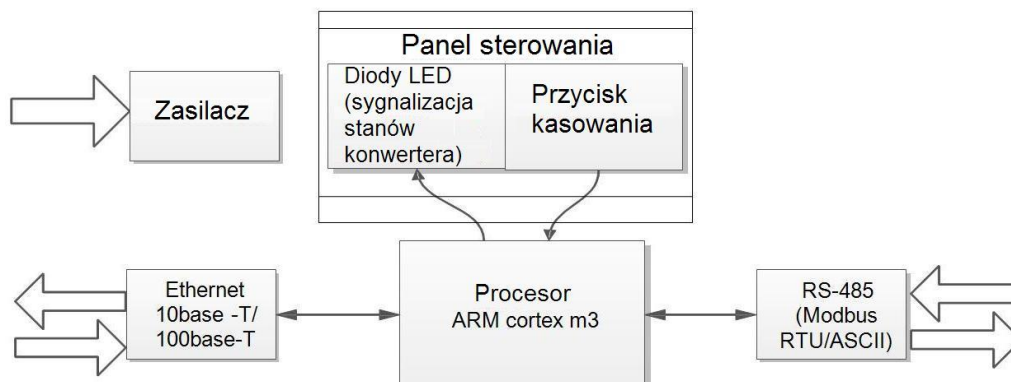 Panel sterowania
Zasilacz
Diody LED
(sygnalizacja
stanów
konwertera)
Przycisk
kasowania
Ethernet
10base -T/
100base-T
Procesor
ARM cortex m3
RS-485
(Modbus
RTU/ASCII)